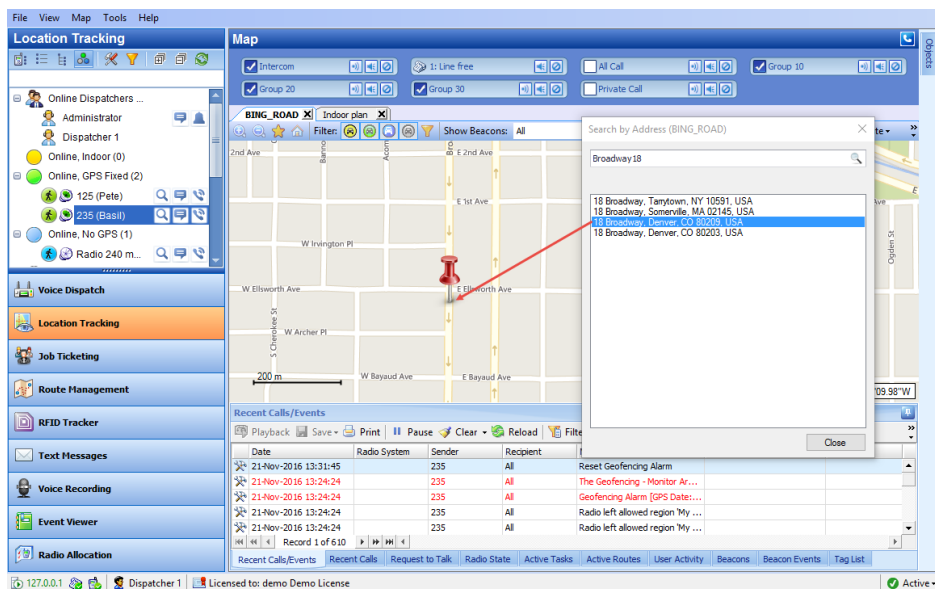 File View Map Tools Help
Location Tracking
Online Dispatchers ...
Administrator
Dispatcher 1
Online, Indoor (0)
Online, GPS Fixed (2)
125 (Pete)
235 (Basil)
Online, No GPS (1)
Radio 240 m...
Voice Dispatch
Location Tracking
Job Ticketing
Route Management
RFID Tracker
Text Messages
Voice Recording
Event Viewer
Radio Allocation
Map
Objects
Intercom
1: Line free
All Call
Group 10
Group 20
Group 30
Private Call
BING_ROAD Indoor plan
Filter: Show Beacons: All
2nd Ave
E 2nd Ave
E 1st Ave
W Irvington Pl
W Ellsworth Ave
E Ellsworth Ave
S Cherokee St
W Archer Pl
W Bayaud Ave
E Bayaud Ave
Ogden St
200 m
'09.98"W
Search by Address (BING_ROAD)
Broadway 18
18 Broadway, Tarrytown, NY 10591, USA
18 Broadway, Somerville, MA 02145, USA
18 Broadway, Denver, CO 80209, USA
18 Broadway, Denver, CO 80203, USA
Close
Recent Calls/Events
Playback Save Print Pause Clear Reload
Date Radio System Sender Recipient
21-Nov-2016 13:31:45 235 All Reset Geofencing Alarm
21-Nov-2016 13:24:24 235 All The Geofencing - Monitor Ar...
21-Nov-2016 13:24:24 235 All Geofencing Alarm [GPS Date:...
21-Nov-2016 13:24:24 235 All Radio left allowed region 'My ...
21-Nov-2016 13:24:24 235 All Radio left allowed region 'My ...
Record 1 of 610
Recent Calls/Events Recent Calls Request to Talk Radio State Active Tasks Active Routes User Activity Beacons Beacon Events Tag List
127.0.0.1 Dispatcher 1 Licensed to: demo Demo License Active